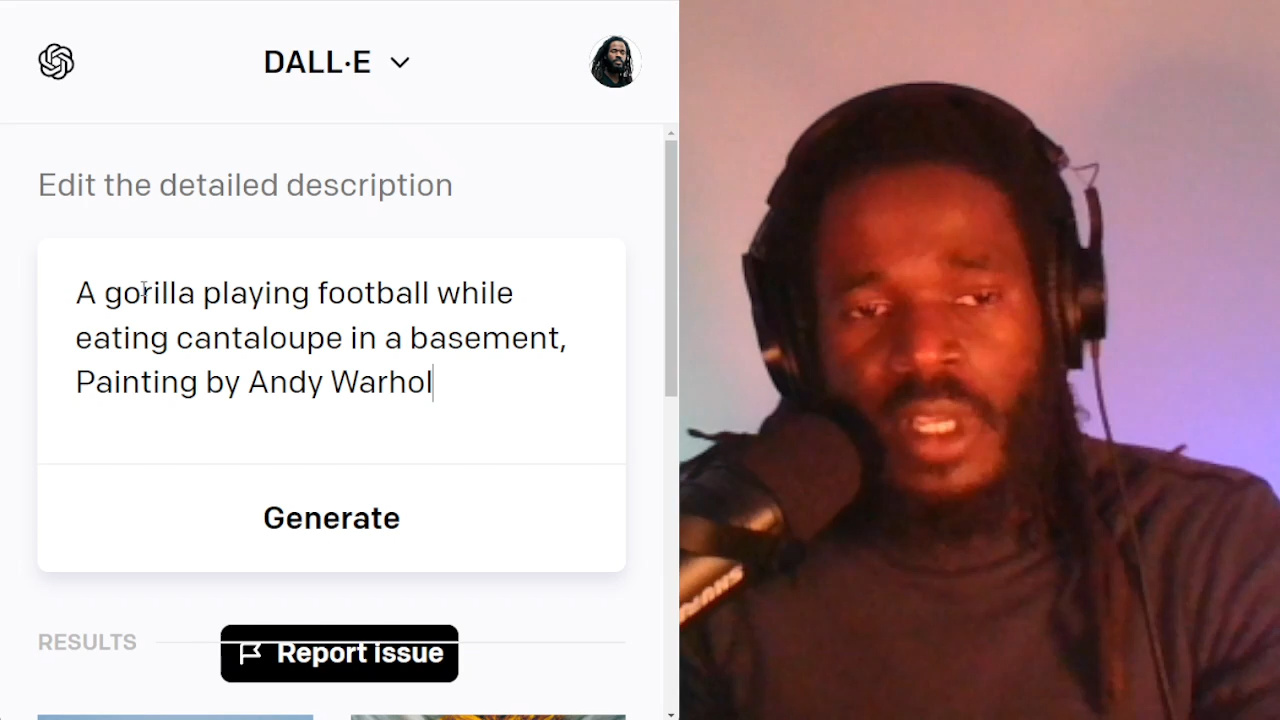 DALL·E
Edit the detailed description
A gorilla playing football while
eating cantaloupe in a basement,
Painting by Andy Warhol
Generate
RESULTS
Report issue